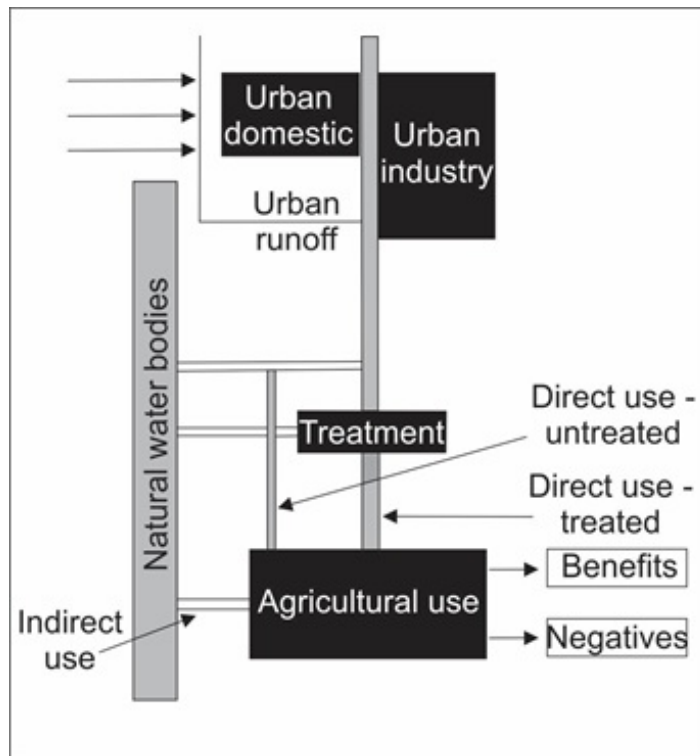 Urban
domestic
Urban
industry
Urban
runoff
Natural water bodies
Treatment
Direct use -
untreated
Direct use -
treated
Agricultural use
Benefits
Negatives
Indirect
use